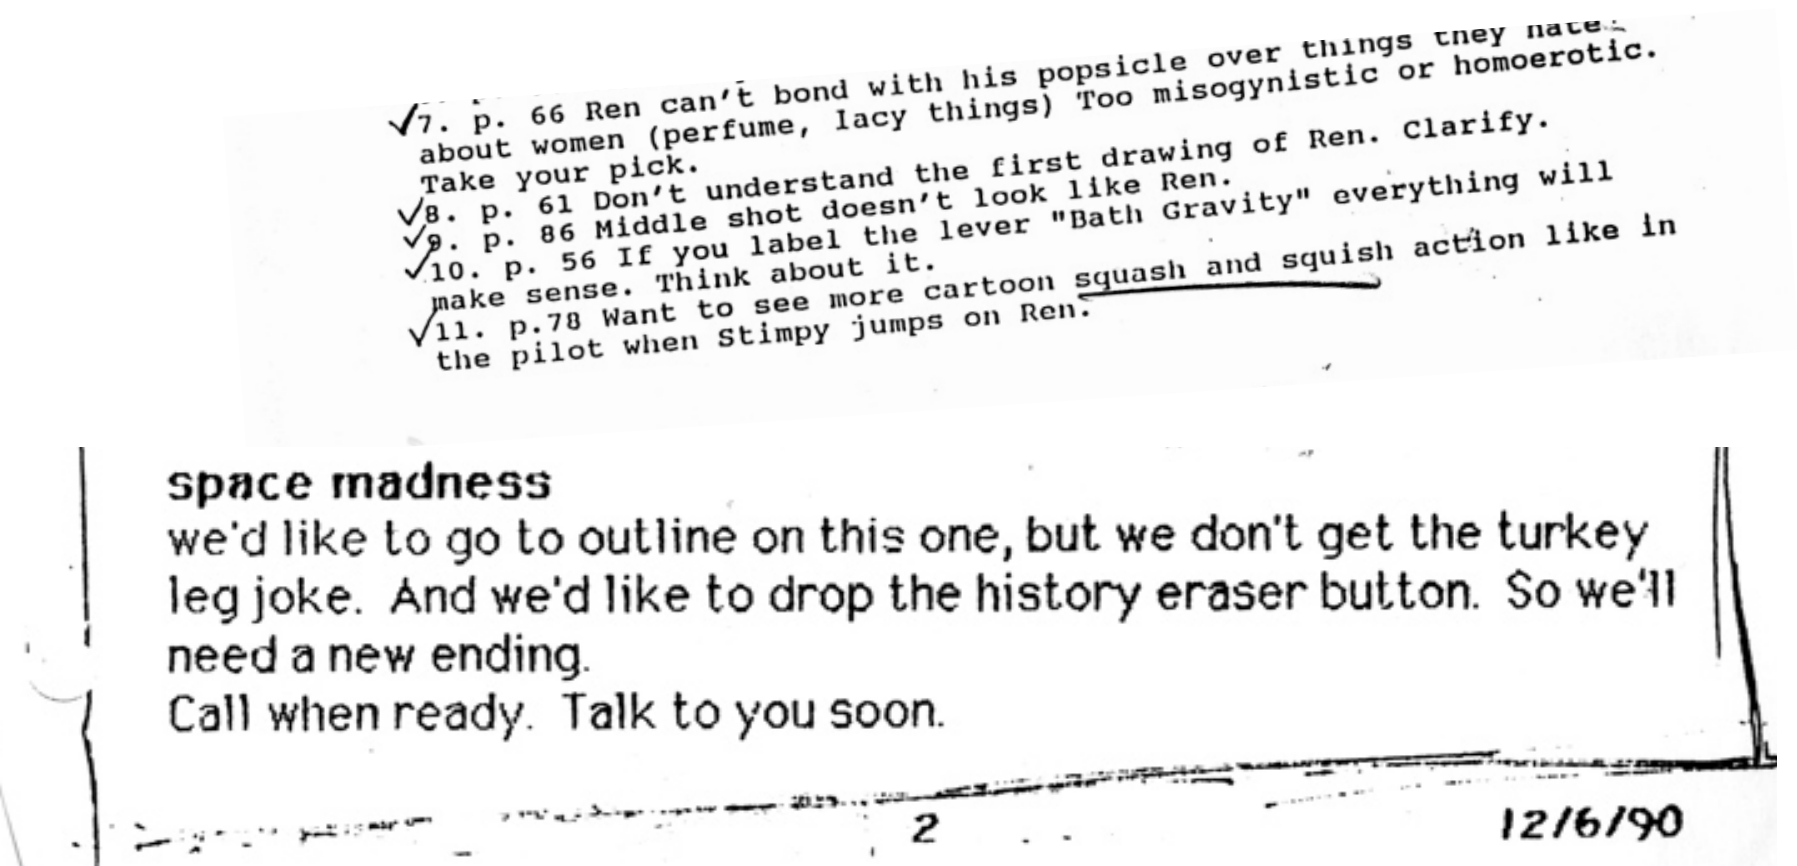 ✓7. p. 66 Ren can't bond with his popsicle over things they hate
about women (perfume, lacy things) Too misogynistic or homoerotic.
Take your pick.
✓8. p. 61 Don't understand the first drawing of Ren. Clarify.
✓9. p. 86 Middle shot doesn't look like Ren.
✓10. p. 56 If you label the lever "Bath Gravity" everything will
make sense. Think about it.
✓11. p.78 Want to see more cartoon squash and squish action like in
the pilot when Stimpy jumps on Ren.
space madness
we'd like to go to outline on this one, but we don't get the turkey
leg joke. And we'd like to drop the history eraser button. So we'll
need a new ending.
Call when ready. Talk to you soon.
2
12/6/90